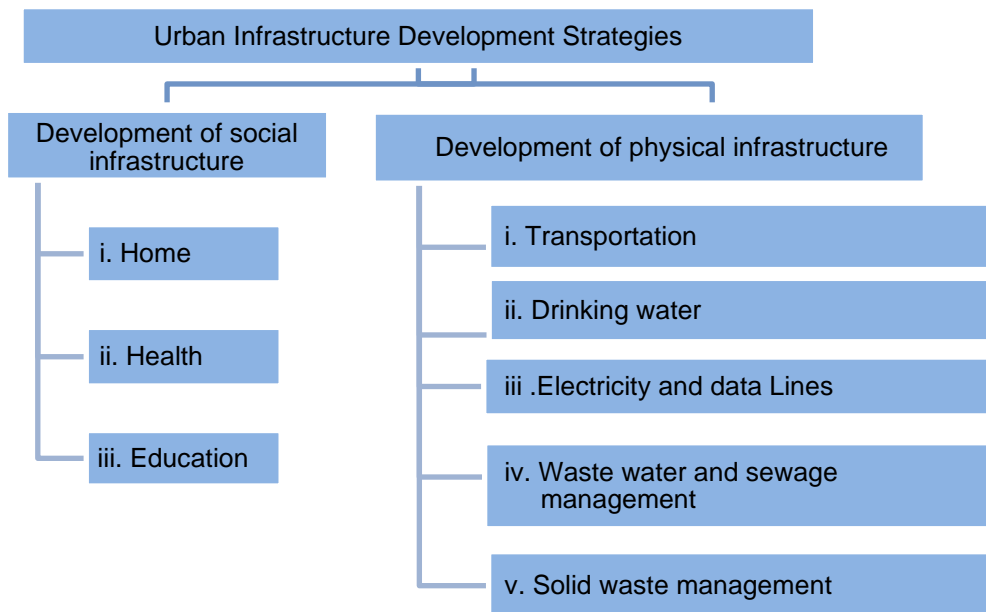 Urban Infrastructure Development Strategies
Development of social
infrastructure
i. Home
ii. Health
iii. Education
Development of physical infrastructure
i. Transportation
ii. Drinking water
iii .Electricity and data Lines
iv. Waste water and sewage
management
v. Solid waste management